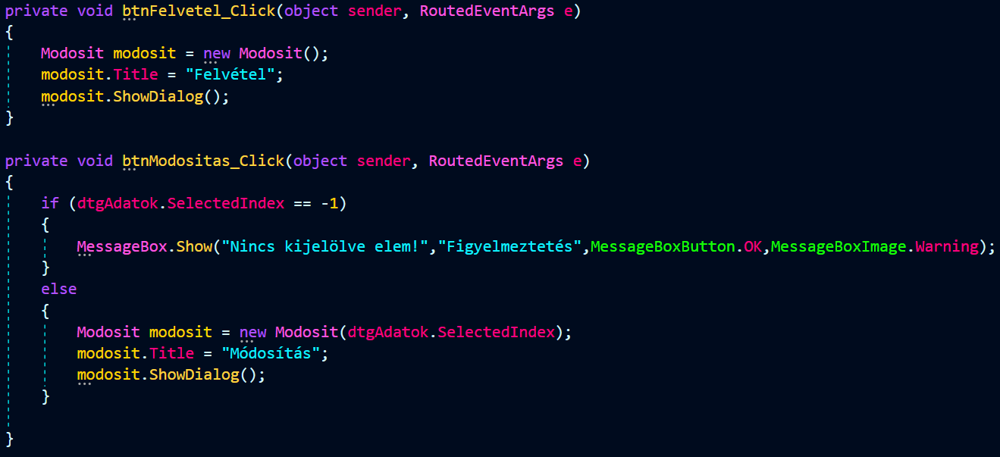 private void btnFelvetel_Click(object sender, RoutedEventArgs e)
{
    Modosit modosit = new Modosit();
    modosit.Title = "Felvétel";
    modosit.ShowDialog();
}

private void btnModositas_Click(object sender, RoutedEventArgs e)
{
    if (dtgAdatok.SelectedIndex == -1)
    {
        MessageBox.Show("Nincs kijelölve elem!","Figyelmeztetés",MessageBoxButton.OK,MessageBoxImage.Warning);
    }
    else
    {
        Modosit modosit = new Modosit(dtgAdatok.SelectedIndex);
        modosit.Title = "Módosítás";
        modosit.ShowDialog();
    }

}